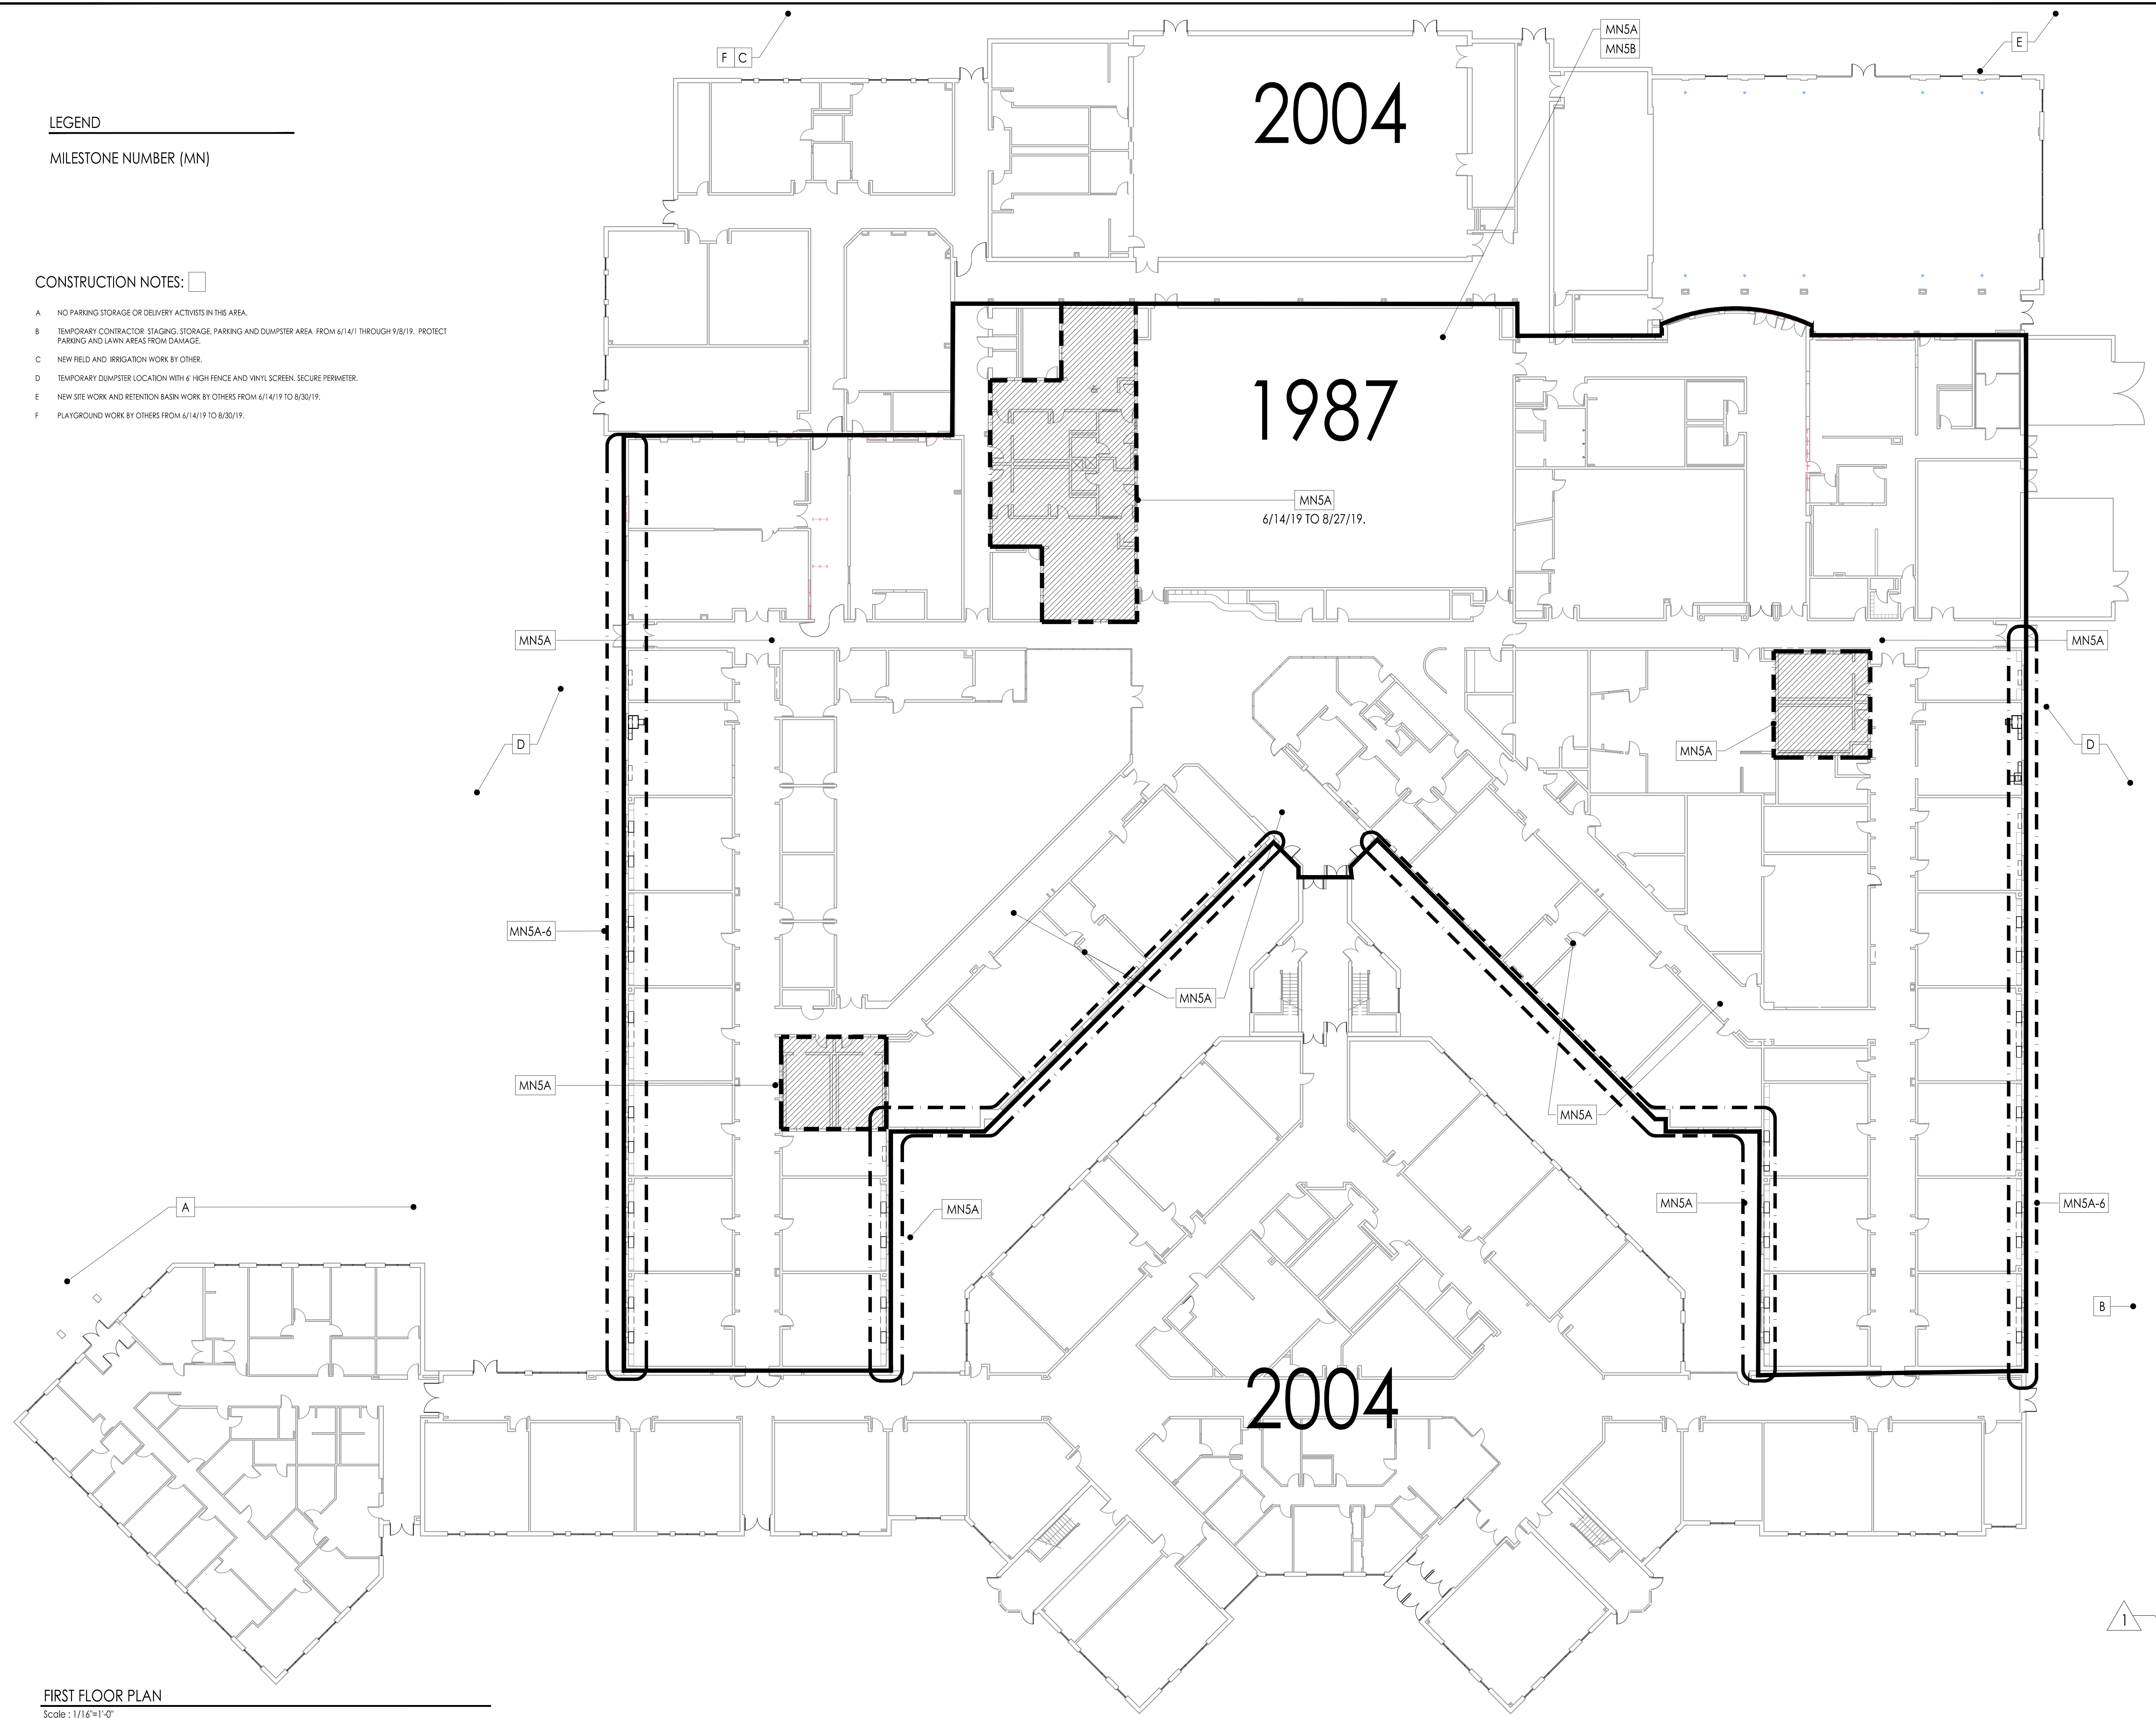 F C
MN5A
MN5B
E
2004
LEGEND
MILESTONE NUMBER (MN)
CONSTRUCTION NOTES:
A NO PARKING STORAGE OR DELIVERY ACTIVISTS IN THIS AREA.
B TEMPORARY CONTRACTOR STAGING, STORAGE, PARKING AND DUMPSTER AREA FROM 6/14/1 THROUGH 9/8/19. PROTECT
PARKING AND LAWN AREAS FROM DAMAGE.
C NEW FIELD AND IRRIGATION WORK BY OTHER.
D TEMPORARY DUMPSTER LOCATION WITH 6' HIGH FENCE AND VINYL SCREEN. SECURE PERIMETER.
E NEW SITE WORK AND RETENTION BASIN WORK BY OTHERS FROM 6/14/19 TO 8/30/19.
F PLAYGROUND WORK BY OTHERS FROM 6/14/19 TO 8/30/19.
1987
MN5A
6/14/19 TO 8/27/19.
MN5A
MN5A
D
MN5A
D
MN5A-6
MN5A
MN5A
MN5A
A
MN5A
MN5A
MN5A-6
B
2004
1
FIRST FLOOR PLAN
Scale : 1/16"=1'-0"